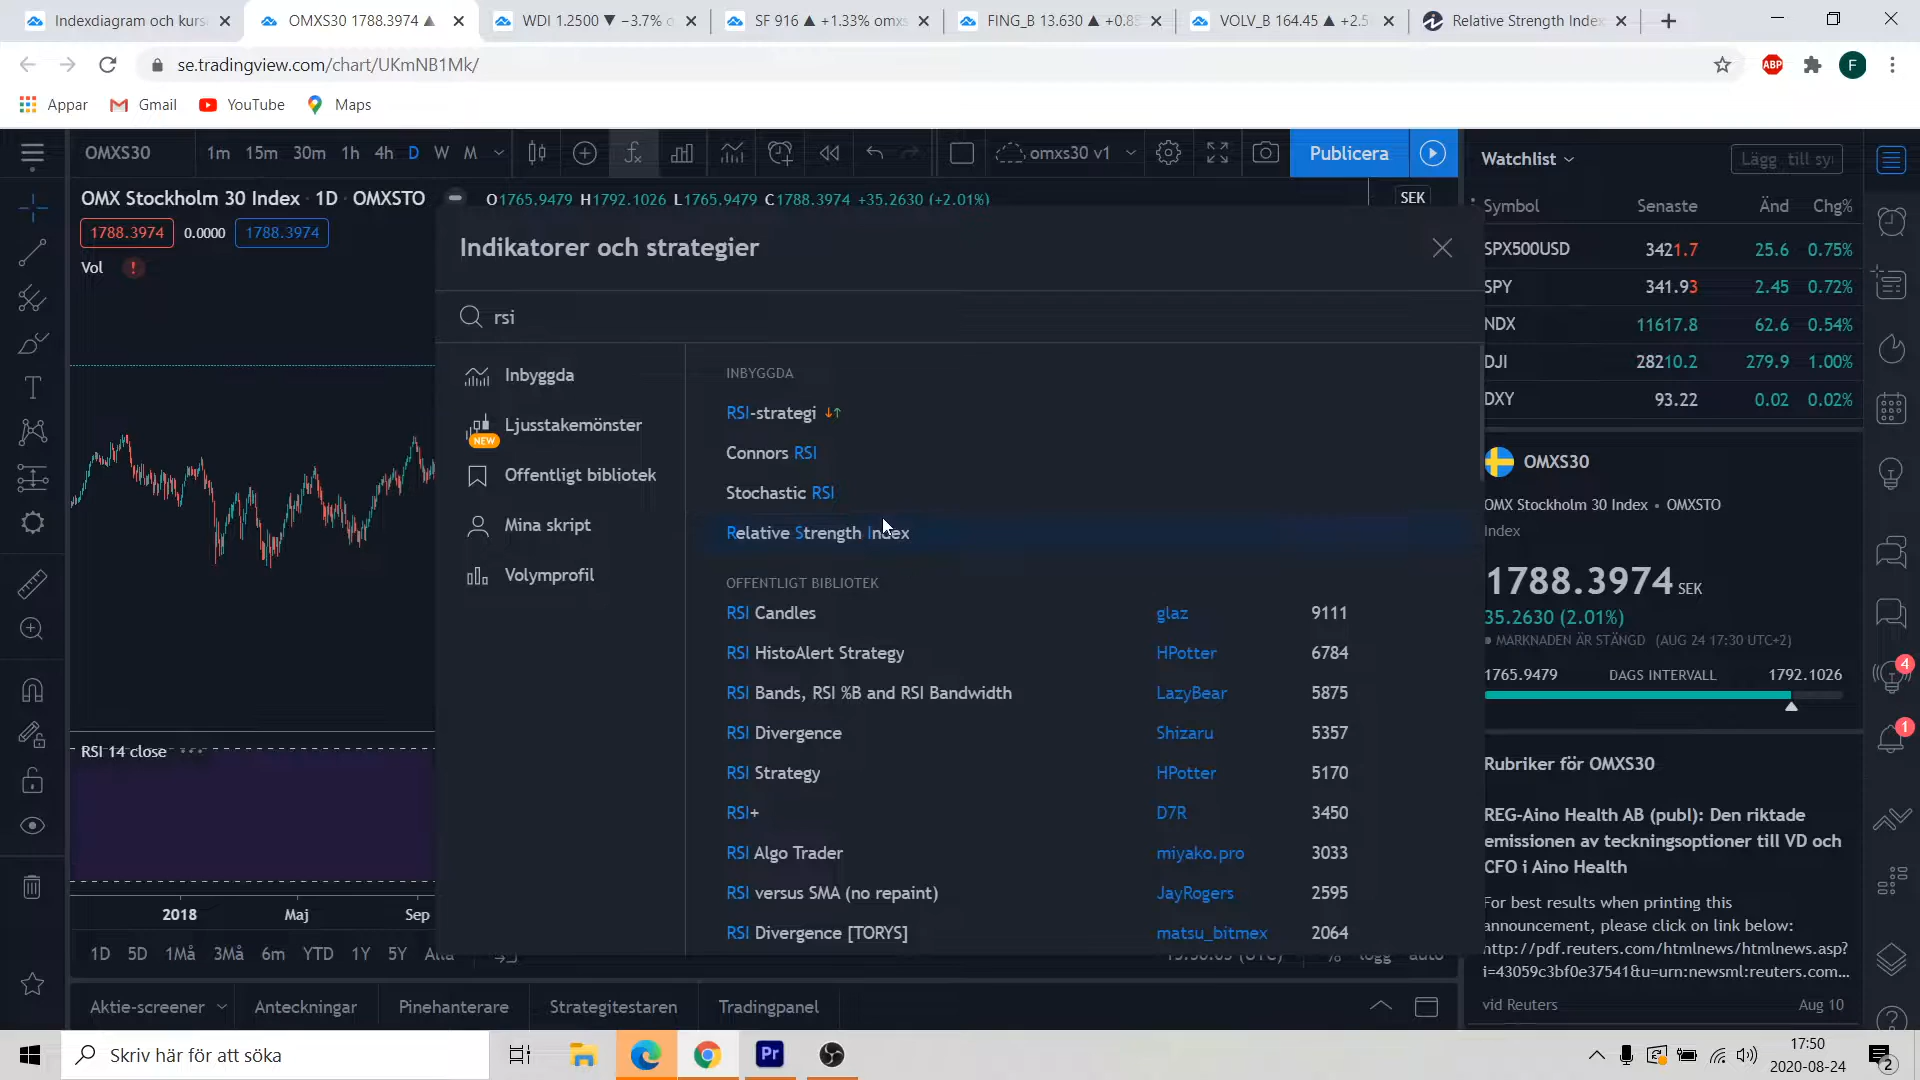 Indexdiagram och kurs
OMXS30 1788.3974 ▲
WDI 1.2500 ▼ −3.7%
SF 916 ▲ +1.33% omxs
FING_B 13.630 ▲ +0.8
VOLV_B 164.45 ▲ +2.5
Relative Strength Index
se.tradingview.com/chart/UKmNB1Mk/
ABP
F
Appar
Gmail
YouTube
Maps
OMXS30
1m 15m 30m 1h 4h D W M
omxs30 v1
Publicera
Watchlist
Lägg till sy
OMX Stockholm 30 Index · 1D · OMXSTO
O1765.9479 H1792.1026 L1765.9479 C1788.3974 +35.2630 (+2.01%)
SEK
Symbol Senaste Änd Chg%
1788.3974 0.0000 1788.3974
Vol
Indikatorer och strategier
rsi
Inbyggda
Ljusstakemönster
NEW
Offentligt bibliotek
Mina skript
Volymprofil
INBYGGDA
RSI-strategi
Connors RSI
Stochastic RSI
Relative Strength Index
OFFENTLIGT BIBLIOTEK
RSI Candles glaz 9111
RSI HistoAlert Strategy HPotter 6784
RSI Bands, RSI %B and RSI Bandwidth LazyBear 5875
RSI Divergence Shizaru 5357
RSI Strategy HPotter 5170
RSI+ D7R 3450
RSI Algo Trader miyako.pro 3033
RSI versus SMA (no repaint) JayRogers 2595
RSI Divergence [TORYS] matsu_bitmex 2064
SPX500USD 3421.7 25.6 0.75%
SPY 341.93 2.45 0.72%
NDX 11617.8 62.6 0.54%
DJI 28210.2 279.9 1.00%
DXY 93.22 0.02 0.02%
OMXS30
OMX Stockholm 30 Index • OMXSTO
Index
1788.3974 SEK
35.2630 (2.01%)
MARKNADEN ÄR STÄNGD (AUG 24 17:30 UTC+2)
1765.9479 DAGS INTERVALL 1792.1026
4
1
Rubriker för OMXS30
REG-Aino Health AB (publ): Den riktade
emissionen av teckningsoptioner till VD och
CFO i Aino Health
For best results when printing this
announcement, please click on link below:
http://pdf.reuters.com/htmlnews/htmlnews.asp?
i=43059c3bf0e37541&u=urn:newsml:reuters.com...
vid Reuters Aug 10
RSI 14 close
2018 Maj Sep
1D 5D 1Må 3Må 6m YTD 1Y 5Y Alla
(UTC) % logg auto
Aktie-screener
Anteckningar
Pinehanterare
Strategitestaren
Tradingpanel
Skriv här för att söka
Pr
17:50
2020-08-24
2